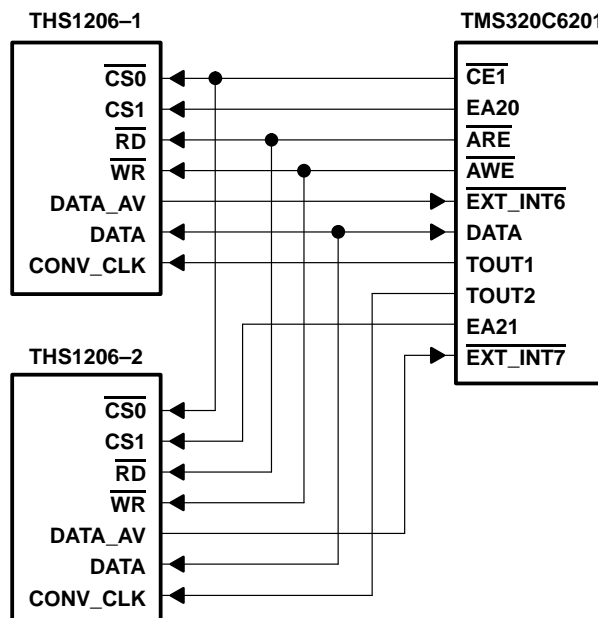 THS1206–1
CS0
CS1
RD
WR
DATA_AV
DATA
CONV_CLK
TMS320C6201
CE1
EA20
ARE
AWE
EXT_INT6
DATA
TOUT1
TOUT2
EA21
EXT_INT7
THS1206–2
CS0
CS1
RD
WR
DATA_AV
DATA
CONV_CLK